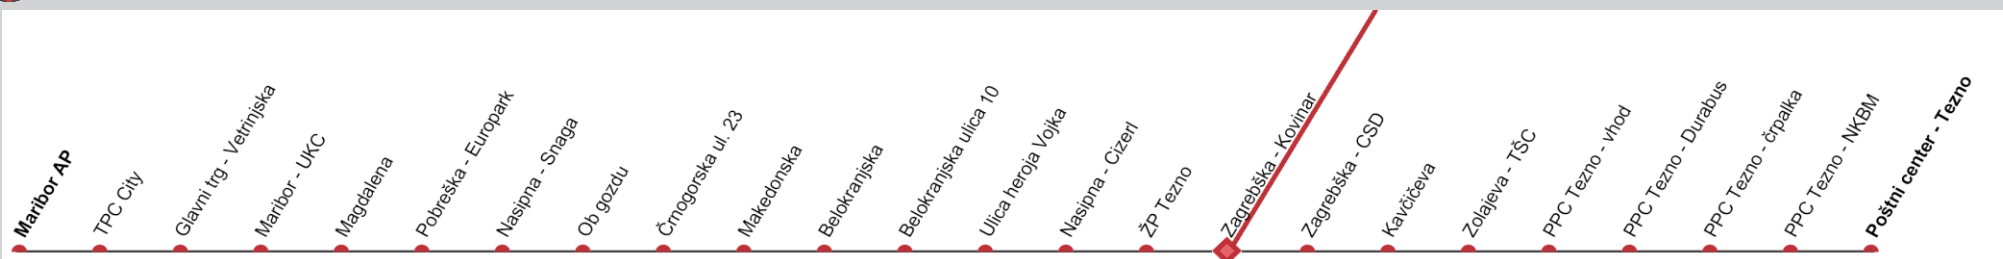 Maribor AP
TPC City
Glavni trg - Vetrinjska
Maribor - UKC
Magdalena
Pobreška - Europark
Nasipna - Snaga
Ob gozdu
Črnogorska ul. 23
Makedonska
Belokranjska
Belokranjska ulica 10
Ulica heroja Vojka
Nasipna - Cizerl
ŽP Tezno
Zagrebška - Kovinar
Zagrebška - CSD
Kavčičeva
Zolajeva - TŠC
PPC Tezno - vhod
PPC Tezno - Durabus
PPC Tezno - črpalka
PPC Tezno - NKBM
Poštni center - Tezno